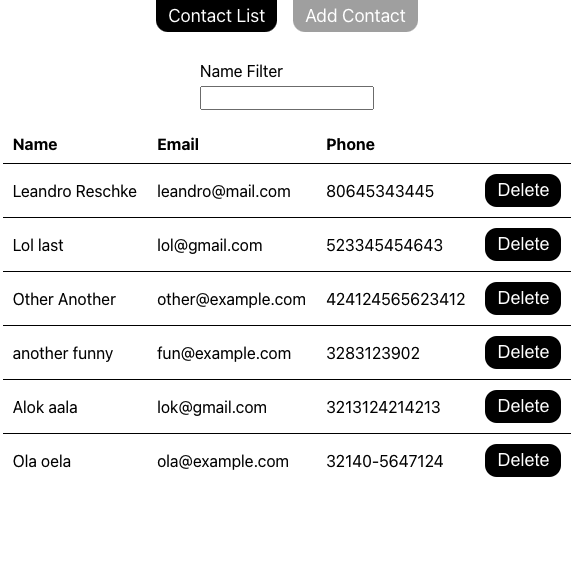 Contact List Add Contact
Name Filter
Name Email Phone
Leandro Reschke leandro@mail.com 80645343445 Delete
Lol last lol@gmail.com 523345454643 Delete
Other Another other@example.com 424124565623412 Delete
another funny fun@example.com 3283123902 Delete
Alok aala lok@gmail.com 3213124214213 Delete
Ola oela ola@example.com 32140-5647124 Delete